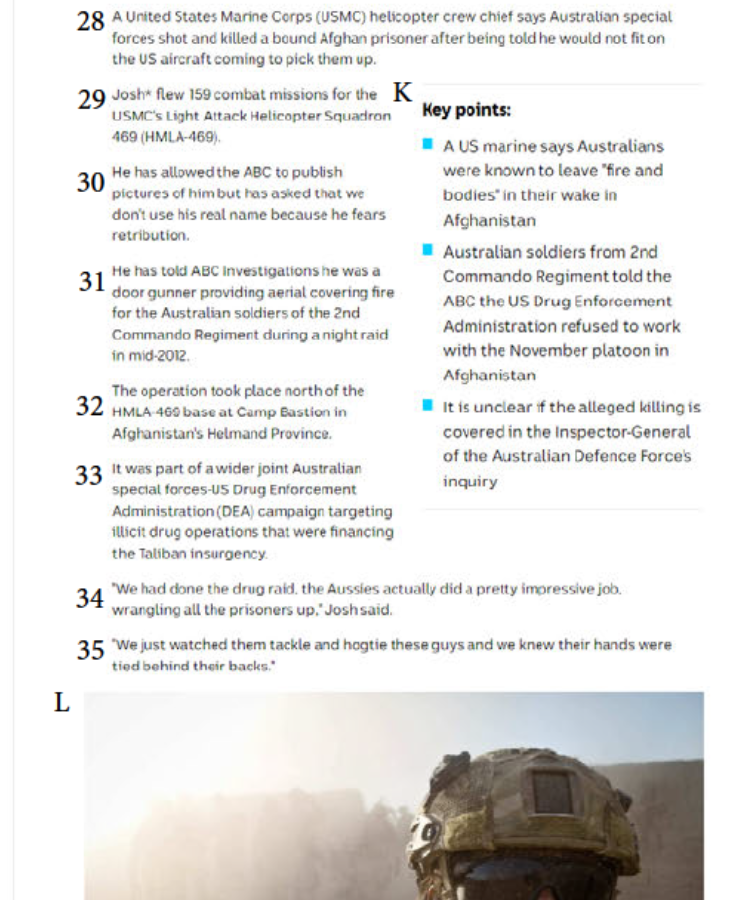 28 A United States Marine Corps (USMC) helicopter crew chief says Australian special
forces shot and killed a bound Afghan prisoner after being told he would not fit on
the US aircraft coming to pick them up.
29 Josh* flew 159 combat missions for the
USMC's Light Attack Helicopter Squadron
469 (HMLA-469).
30 He has allowed the ABC to publish
pictures of him but has asked that we
don't use his real name because he fears
retribution.
31 He has told ABC Investigations he was a
door gunner providing aerial covering fire
for the Australian soldiers of the 2nd
Commando Regiment during a night raid
in mid-2012.
32 The operation took place north of the
HMLA-469 base at Camp Bastion in
Afghanistan's Helmand Province.
33 It was part of a wider joint Australian
special forces-US Drug Enforcement
Administration (DEA) campaign targeting
illicit drug operations that were financing
the Taliban insurgency.
K
Key points:
A US marine says Australians
were known to leave "fire and
bodies" in their wake in
Afghanistan
Australian soldiers from 2nd
Commando Regiment told the
ABC the US Drug Enforcement
Administration refused to work
with the November platoon in
Afghanistan
It is unclear if the alleged killing is
covered in the Inspector-General
of the Australian Defence Force's
inquiry
34 "We had done the drug raid, the Aussies actually did a pretty impressive job,
wrangling all the prisoners up," Josh said.
35 "We just watched them tackle and hogtie these guys and we knew their hands were
tied behind their backs."
L